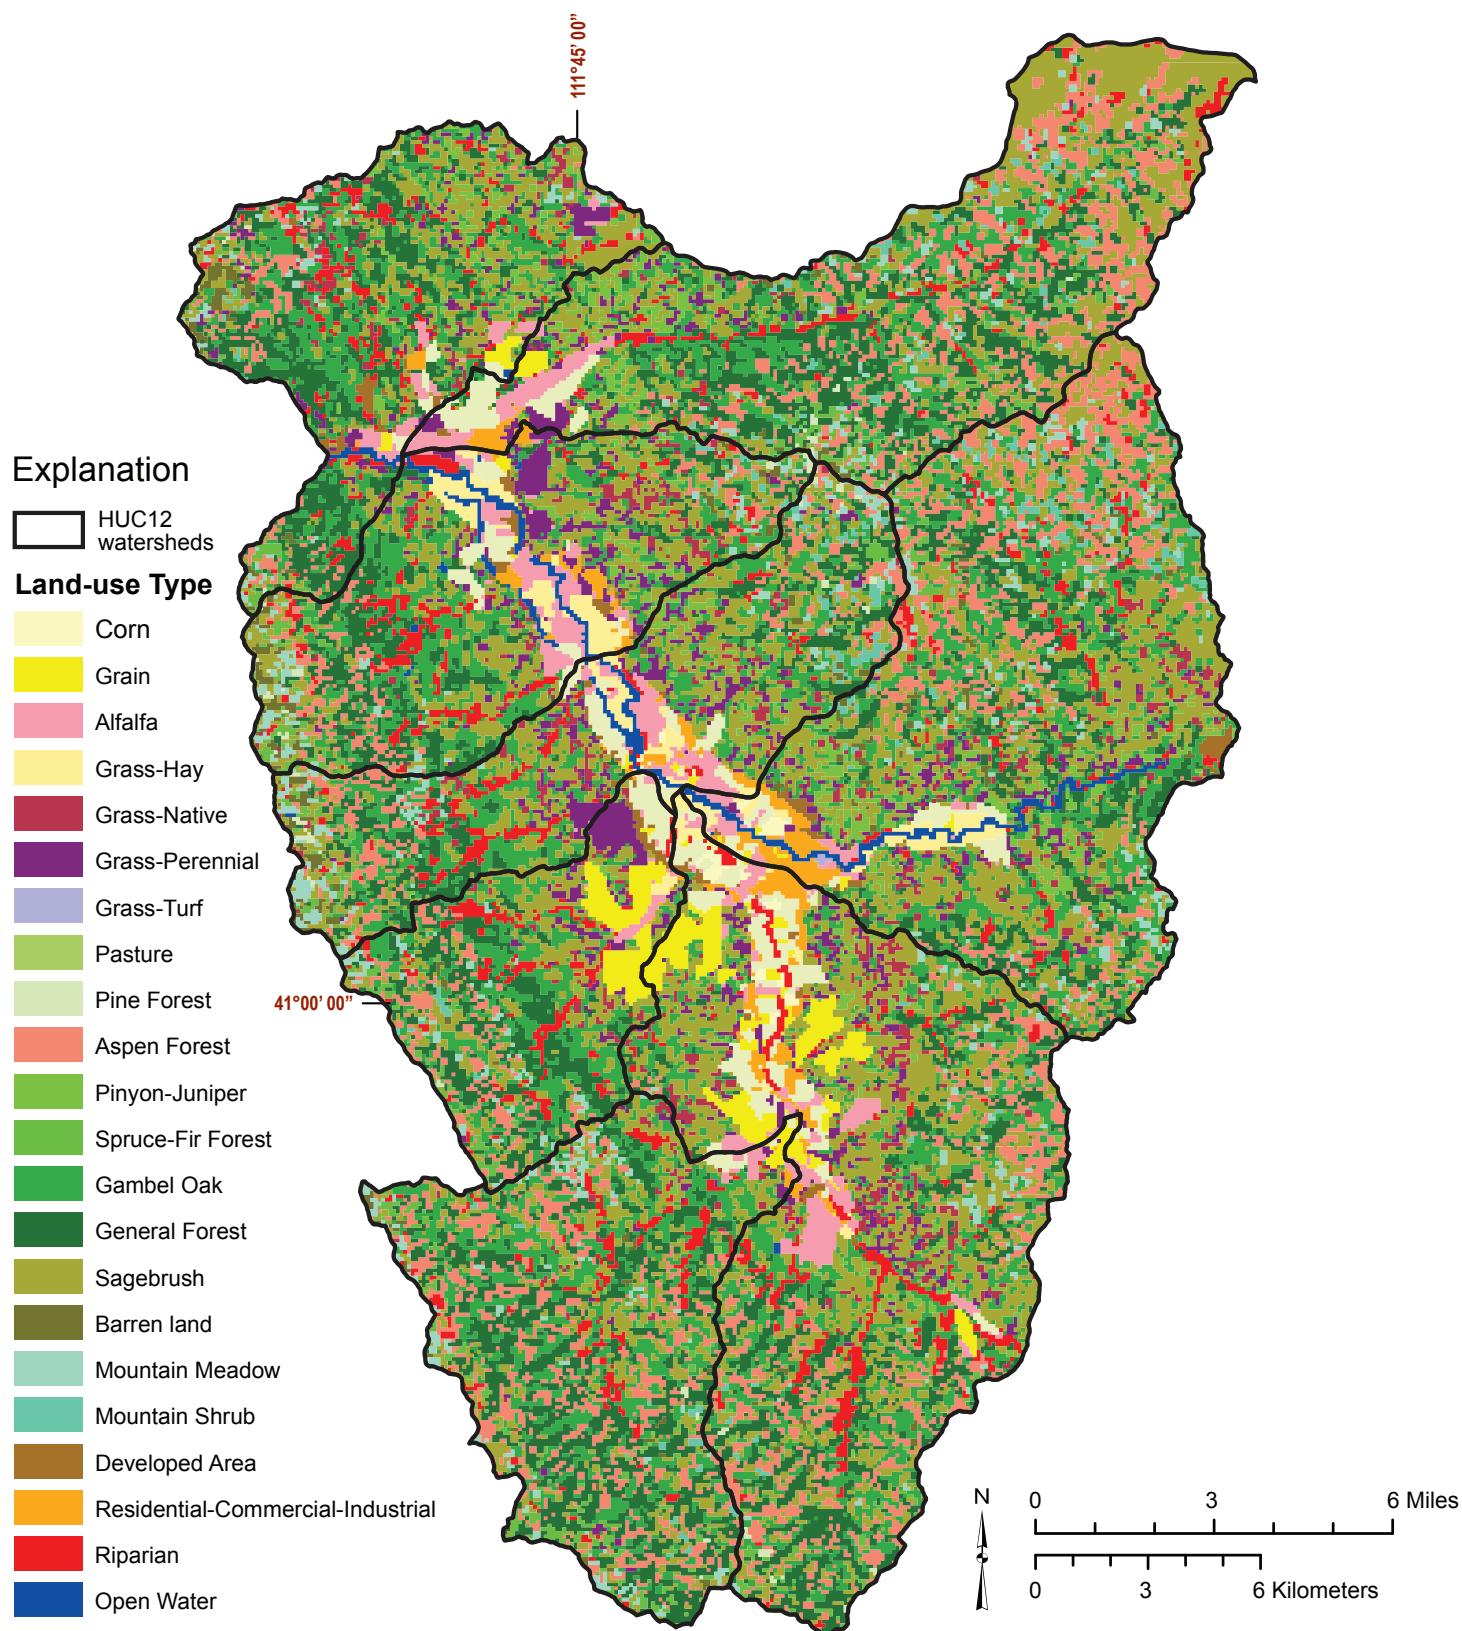 111°45' 00”
Explanation
HUC12
watersheds
Land-use Type
Corn
Grain
Alfalfa
Grass-Hay
Grass-Native
Grass-Perennial
Grass-Turf
Pasture
Pine Forest
Aspen Forest
Pinyon-Juniper
Spruce-Fir Forest
Gambel Oak
General Forest
Sagebrush
Barren land
Mountain Meadow
Mountain Shrub
Developed Area
Residential-Commercial-Industrial
Riparian
Open Water
41°00' 00”
N
0 3 6 Miles
0 3 6 Kilometers